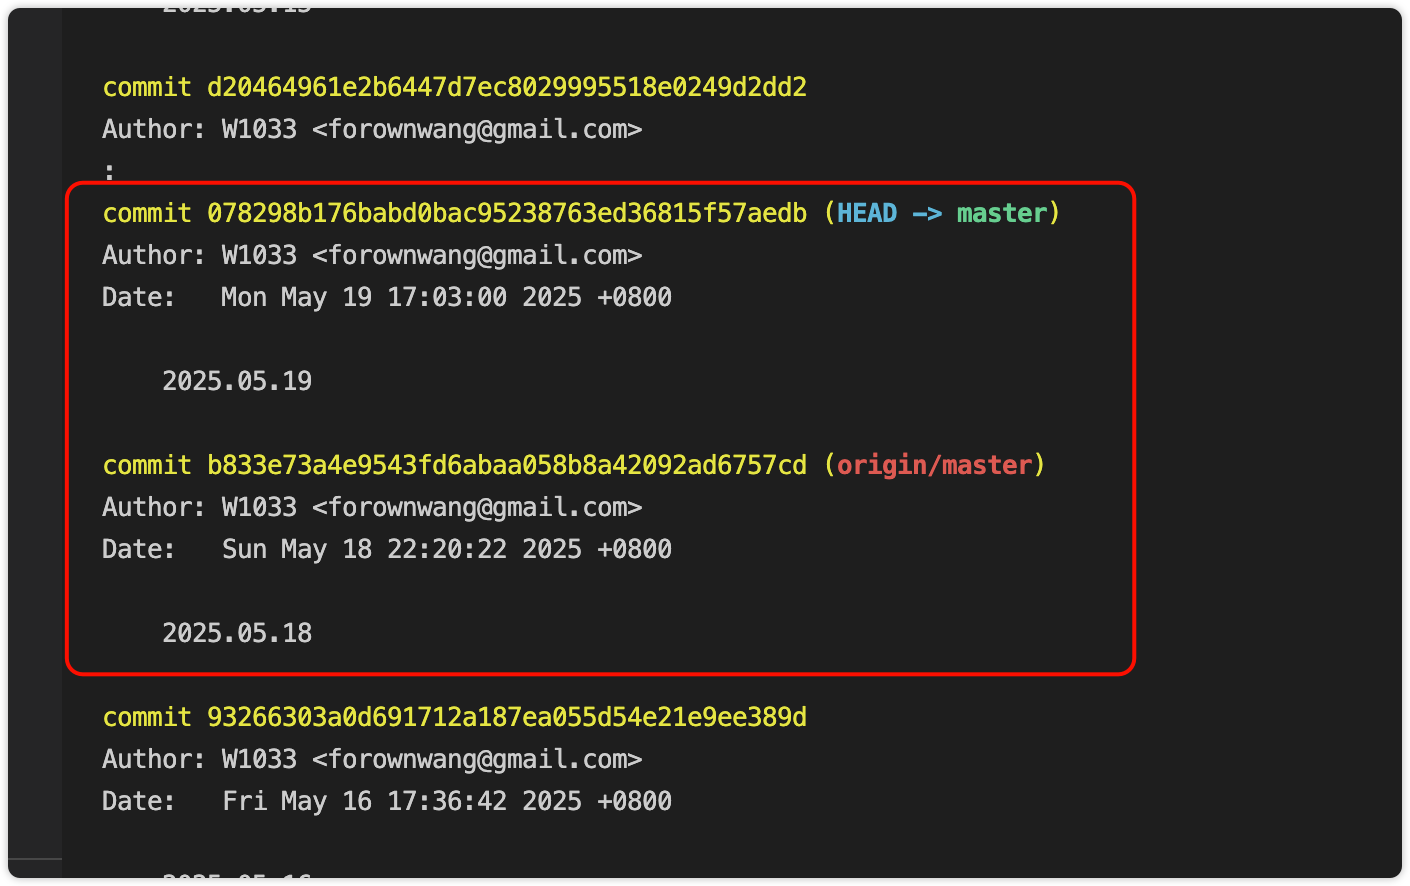 commit d20464961e2b6447d7ec8029995518e0249d2dd2
Author: W1033 <forownwang@gmail.com>
:
commit 078298b176babd0bac95238763ed36815f57aedb (HEAD -> master)
Author: W1033 <forownwang@gmail.com>
Date:   Mon May 19 17:03:00 2025 +0800
2025.05.19
commit b833e73a4e9543fd6abaa058b8a42092ad6757cd (origin/master)
Author: W1033 <forownwang@gmail.com>
Date:   Sun May 18 22:20:22 2025 +0800
2025.05.18
commit 93266303a0d691712a187ea055d54e21e9ee389d
Author: W1033 <forownwang@gmail.com>
Date:   Fri May 16 17:36:42 2025 +0800